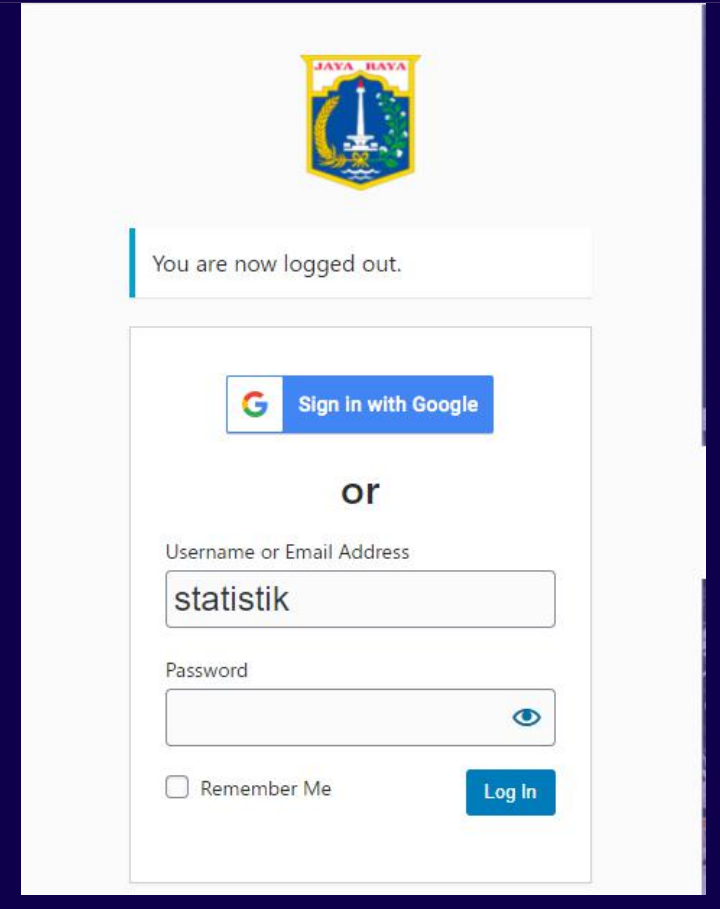 JAYA RAYA
You are now logged out.
Sign in with Google
or
Username or Email Address
statistik
Password
Remember Me
Log In